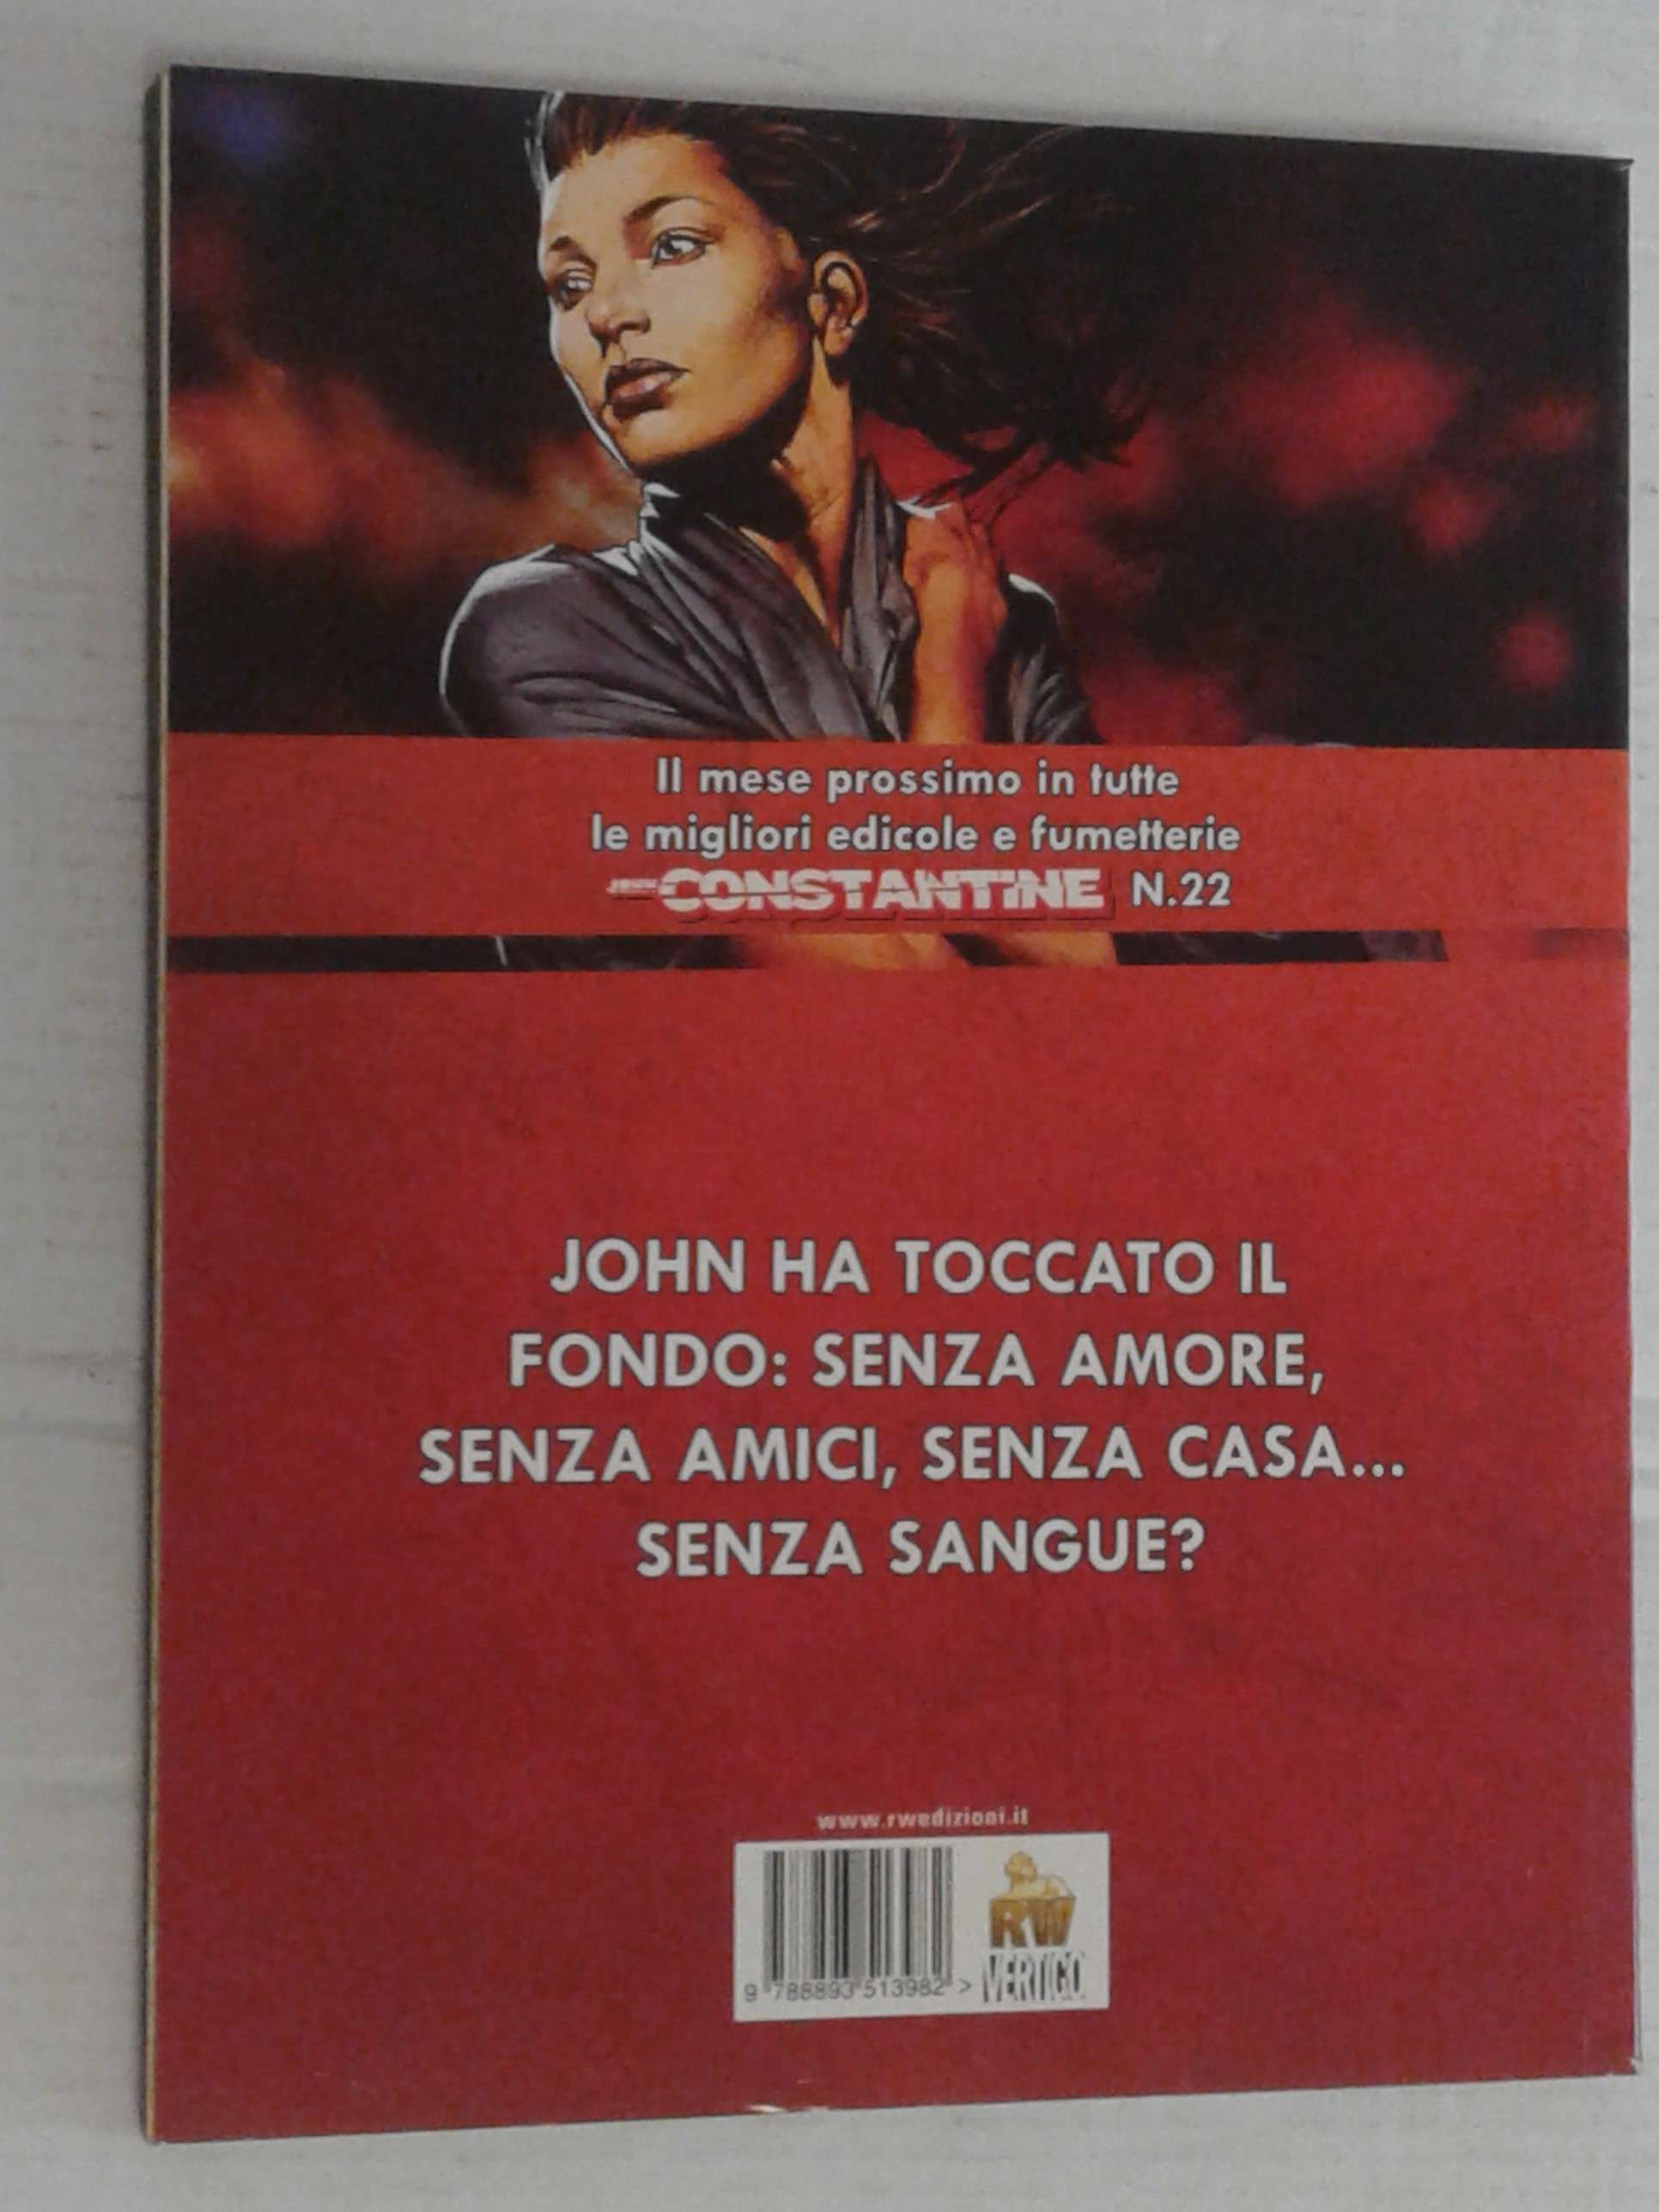 Il mese prossimo in tutte
le migliori edicole e fumetterie
JOHN CONSTANTINE N.22
JOHN HA TOCCATO IL
FONDO: SENZA AMORE,
SENZA AMICI, SENZA CASA...
SENZA SANGUE?
www.rwedizioni.it
RW
VERTIGO
9 788893 513982 >